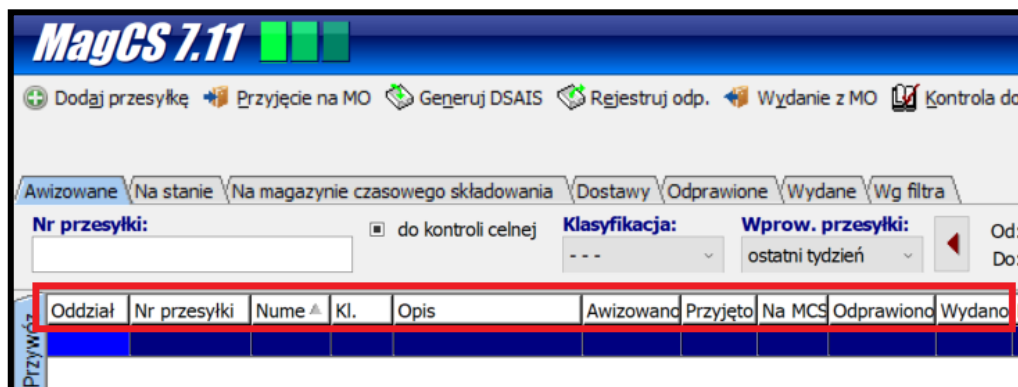 MagCS 7.11
Dodaj przesyłkę Przyjęcie na MO Generuj DSAIS Rejestruj odp. Wydanie z MO Kontrola do
Awizowane Na stanie Na magazynie czasowego składowania Dostawy Odprawione Wydane Wg filtra
Nr przesyłki: do kontroli celnej Klasyfikacja: Wprow. przesyłki: Od:
--- ostatni tydzień Do:
Oddział Nr przesyłki Nume Kl. Opis Awizowano Przyjęto Na MCS Odprawiono Wydano
Przywóz